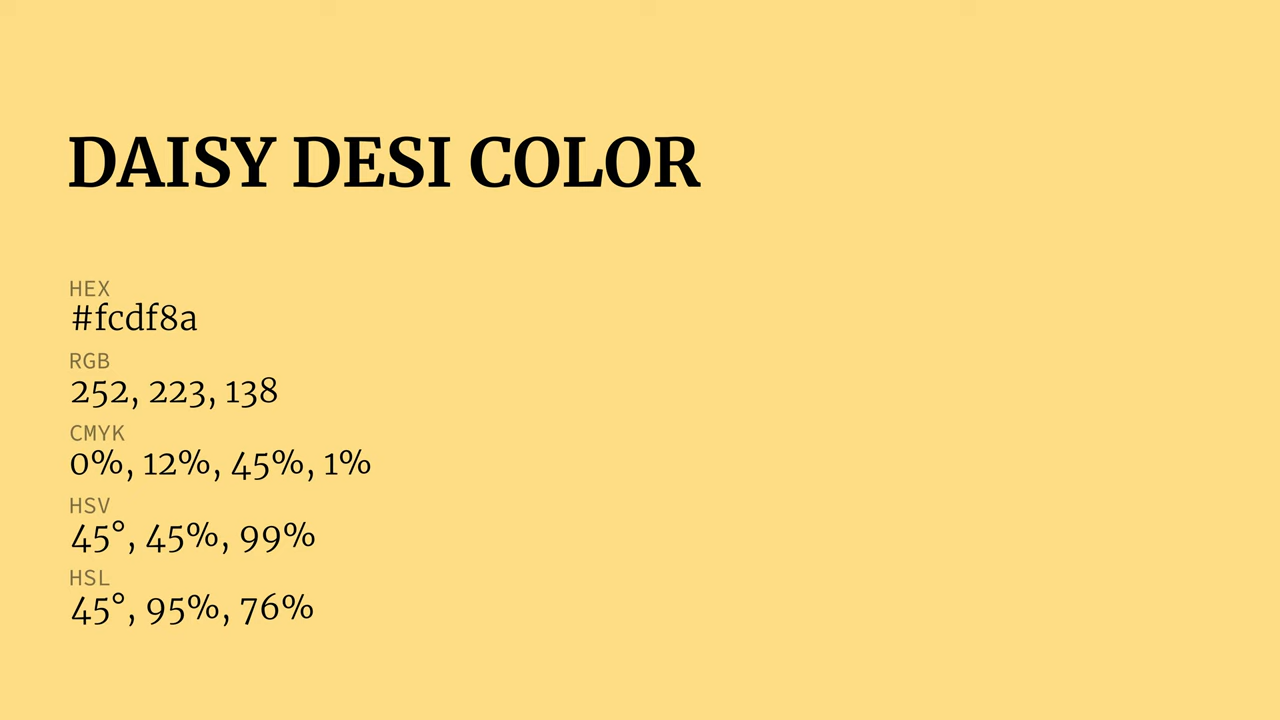 DAISY DESI COLOR
HEX
#fcdf8a
RGB
252, 223, 138
CMYK
0%, 12%, 45%, 1%
HSV
45°, 45%, 99%
HSL
45°, 95%, 76%